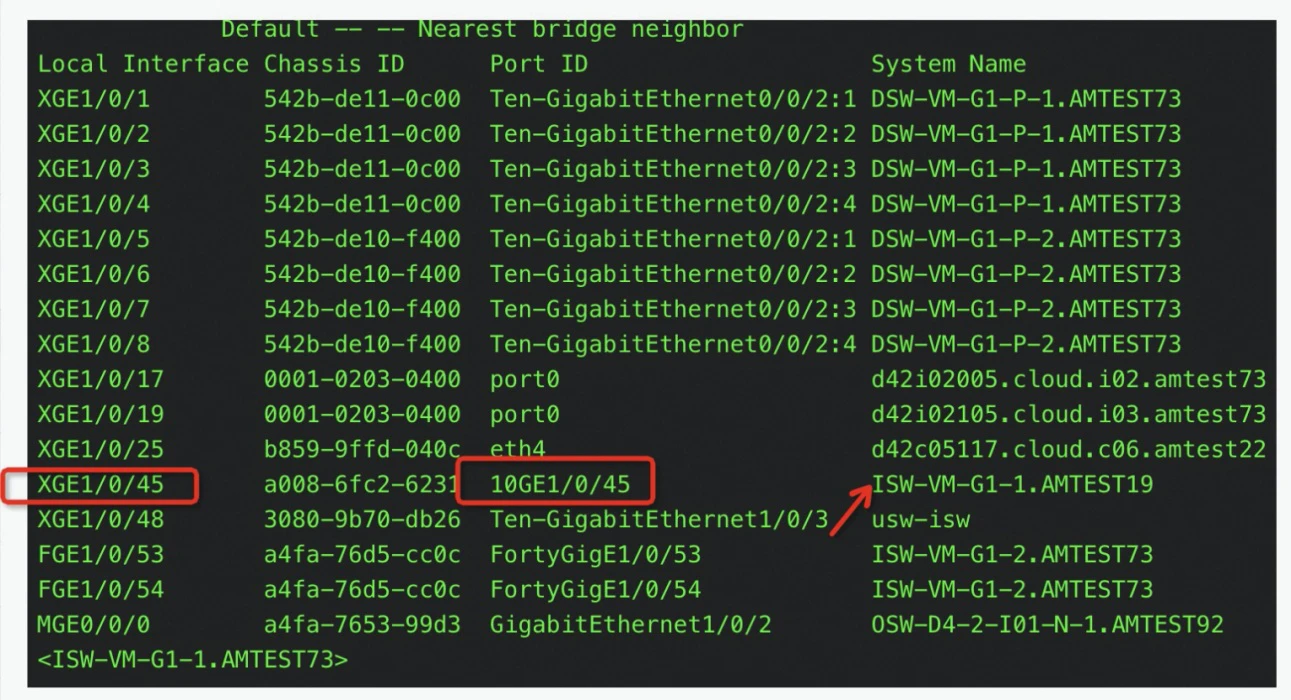 Default -- -- Nearest bridge neighbor
Local Interface Chassis ID Port ID System Name
XGE1/0/1 542b-de11-0c00 Ten-GigabitEthernet0/0/2:1 DSW-VM-G1-P-1.AMTEST73
XGE1/0/2 542b-de11-0c00 Ten-GigabitEthernet0/0/2:2 DSW-VM-G1-P-1.AMTEST73
XGE1/0/3 542b-de11-0c00 Ten-GigabitEthernet0/0/2:3 DSW-VM-G1-P-1.AMTEST73
XGE1/0/4 542b-de11-0c00 Ten-GigabitEthernet0/0/2:4 DSW-VM-G1-P-1.AMTEST73
XGE1/0/5 542b-de10-f400 Ten-GigabitEthernet0/0/2:1 DSW-VM-G1-P-2.AMTEST73
XGE1/0/6 542b-de10-f400 Ten-GigabitEthernet0/0/2:2 DSW-VM-G1-P-2.AMTEST73
XGE1/0/7 542b-de10-f400 Ten-GigabitEthernet0/0/2:3 DSW-VM-G1-P-2.AMTEST73
XGE1/0/8 542b-de10-f400 Ten-GigabitEthernet0/0/2:4 DSW-VM-G1-P-2.AMTEST73
XGE1/0/17 0001-0203-0400 port0 d42i02005.cloud.i02.amtest73
XGE1/0/19 0001-0203-0400 port0 d42i02105.cloud.i03.amtest73
XGE1/0/25 b859-9ffd-040c eth4 d42c05117.cloud.c06.amtest22
XGE1/0/45 a008-6fc2-6231 10GE1/0/45 ISW-VM-G1-1.AMTEST19
XGE1/0/48 3080-9b70-db26 Ten-GigabitEthernet1/0/3 usw-isw
FGE1/0/53 a4fa-76d5-cc0c FortyGigE1/0/53 ISW-VM-G1-2.AMTEST73
FGE1/0/54 a4fa-76d5-cc0c FortyGigE1/0/54 ISW-VM-G1-2.AMTEST73
MGE0/0/0 a4fa-7653-99d3 GigabitEthernet1/0/2 OSW-D4-2-I01-N-1.AMTEST92
<ISW-VM-G1-1.AMTEST73>